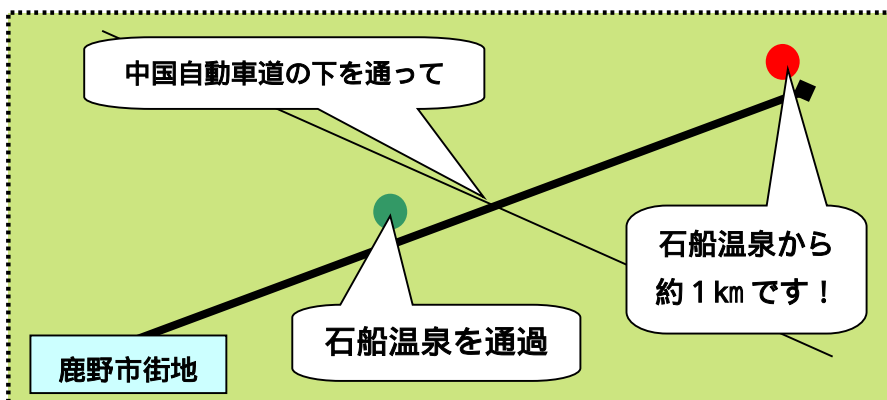 中国自動車道の下を通って
石船温泉から
約1㎞です！
石船温泉を通過
鹿野市街地